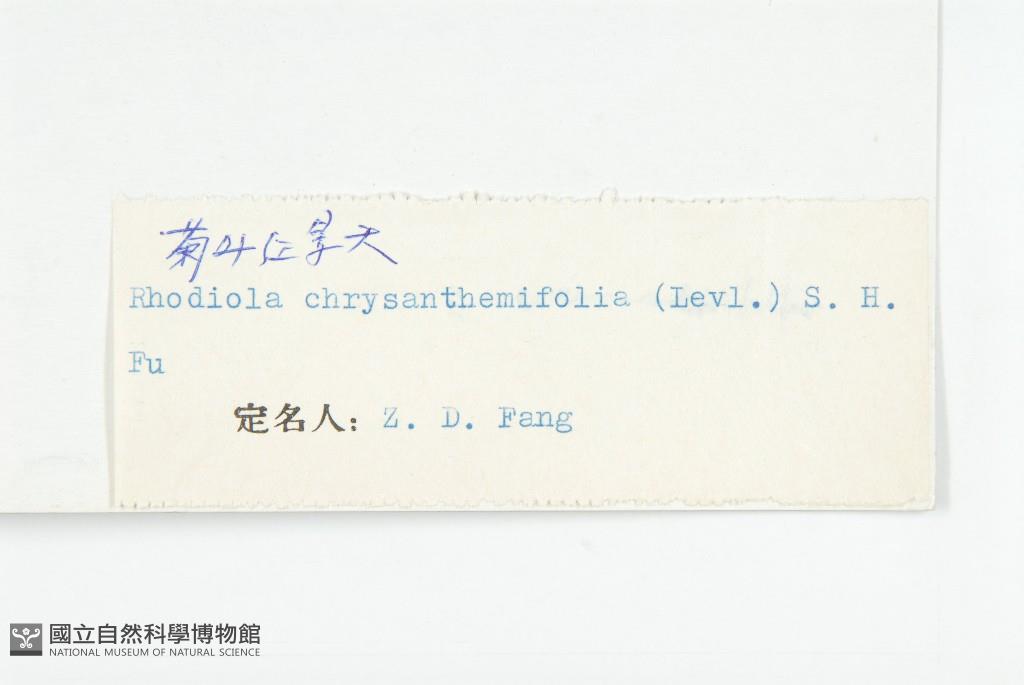 菊叶红景天
Rhodiola chrysanthemifolia (Levl.) S. H.
Fu
定名人: Z. D. Fang
國立自然科學博物館
NATIONAL MUSEUM OF NATURAL SCIENCE